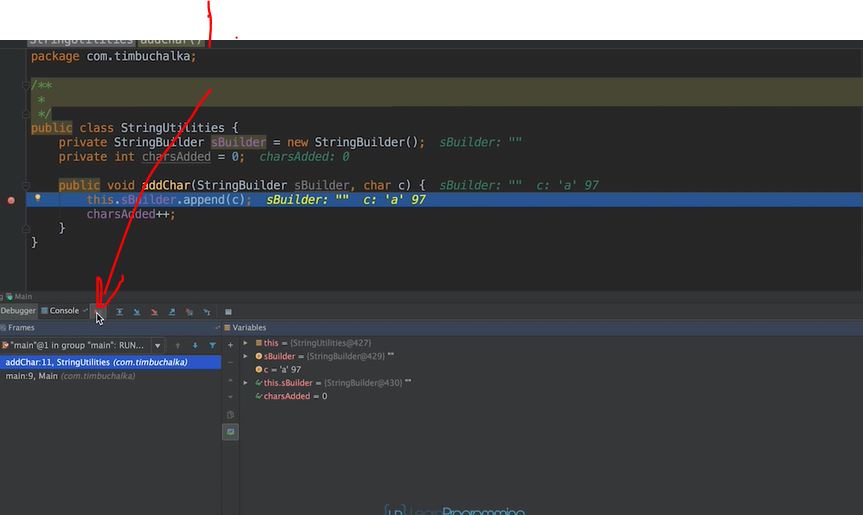 StringUtilities addChar()
package com.timbuchalka;
/**
*
*/
public class StringUtilities {
private StringBuilder sBuilder = new StringBuilder(); sBuilder: ""
private int charsAdded = 0; charsAdded: 0
public void addChar(StringBuilder sBuilder, char c) { sBuilder: "" c: 'a' 97
this.sBuilder.append(c); sBuilder: "" c: 'a' 97
charsAdded++;
}
}
Main
Debugger Console
Frames Variables
"main"@1 in group "main": RUN...
addChar:11, StringUtilities (com.timbuchalka)
main:9, Main (com.timbuchalka)
this = {StringUtilities@427}
sBuilder = {StringBuilder@429} ""
c = 'a' 97
this.sBuilder = {StringBuilder@430} ""
charsAdded = 0
LearnProgramming